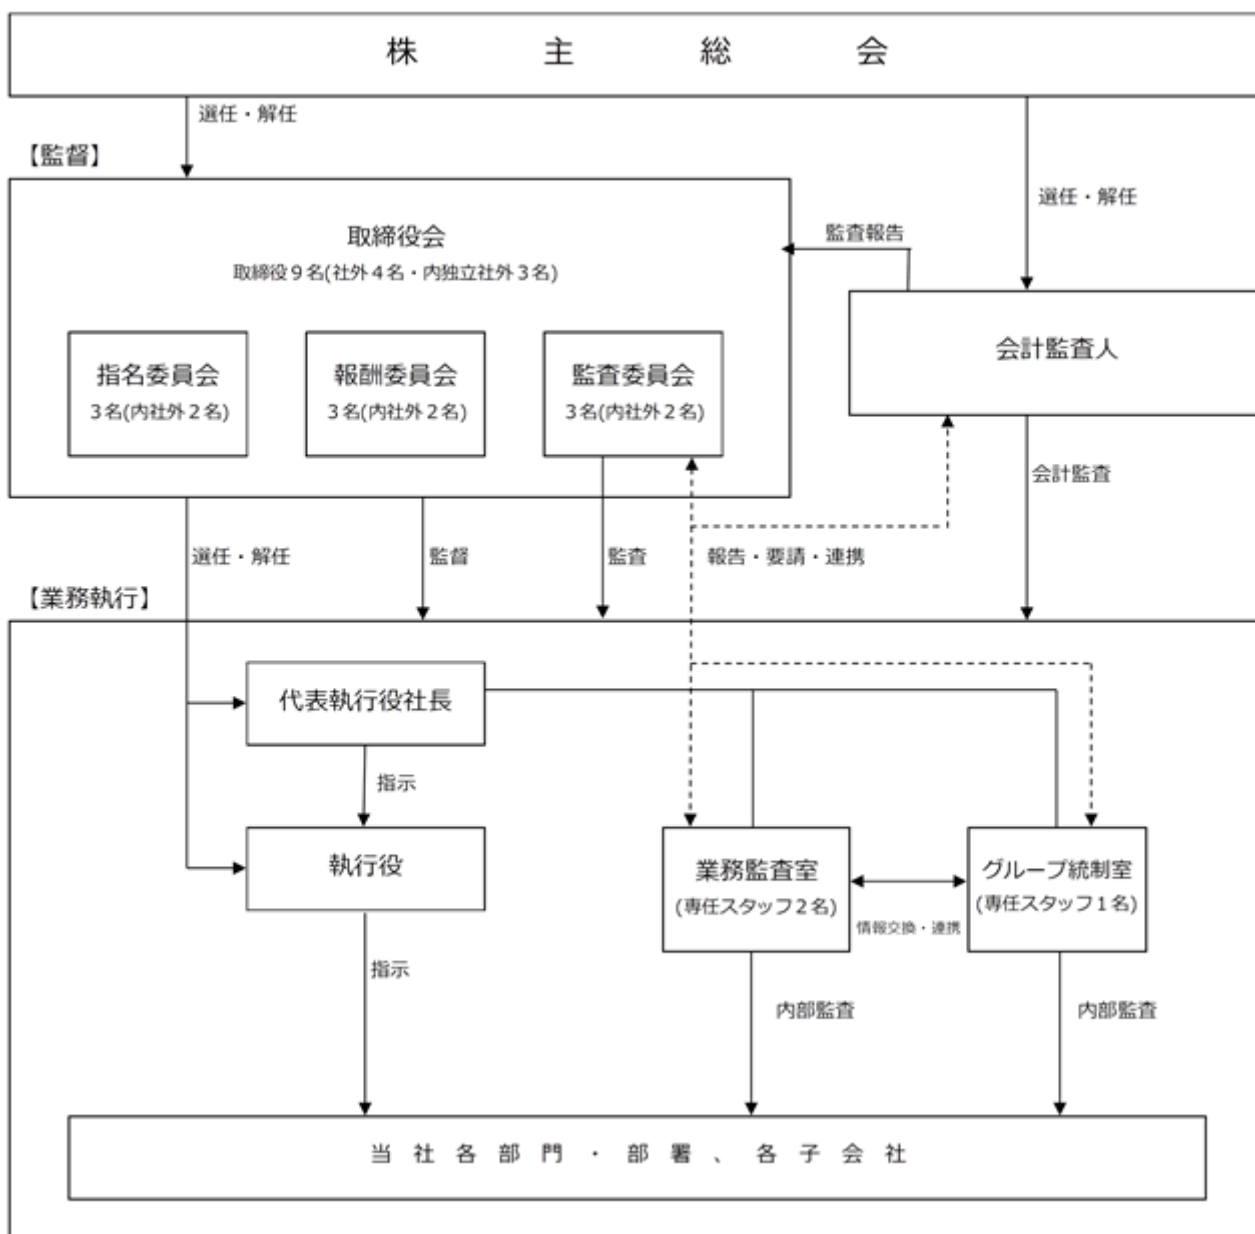 株主総会
選任・解任
【監督】
選任・解任
取締役会
監査報告
取締役９名(社外４名・内独立社外３名)
会計監査人
指名委員会
３名(内社外２名)
報酬委員会
３名(内社外２名)
監査委員会
３名(内社外２名)
会計監査
選任・解任
監督
監査
報告・要請・連携
【業務執行】
代表執行役社長
指示
執行役
業務監査室
(専任スタッフ２名)
グループ統制室
(専任スタッフ１名)
情報交換・連携
指示
内部監査
内部監査
当社各部門・部署、各子会社